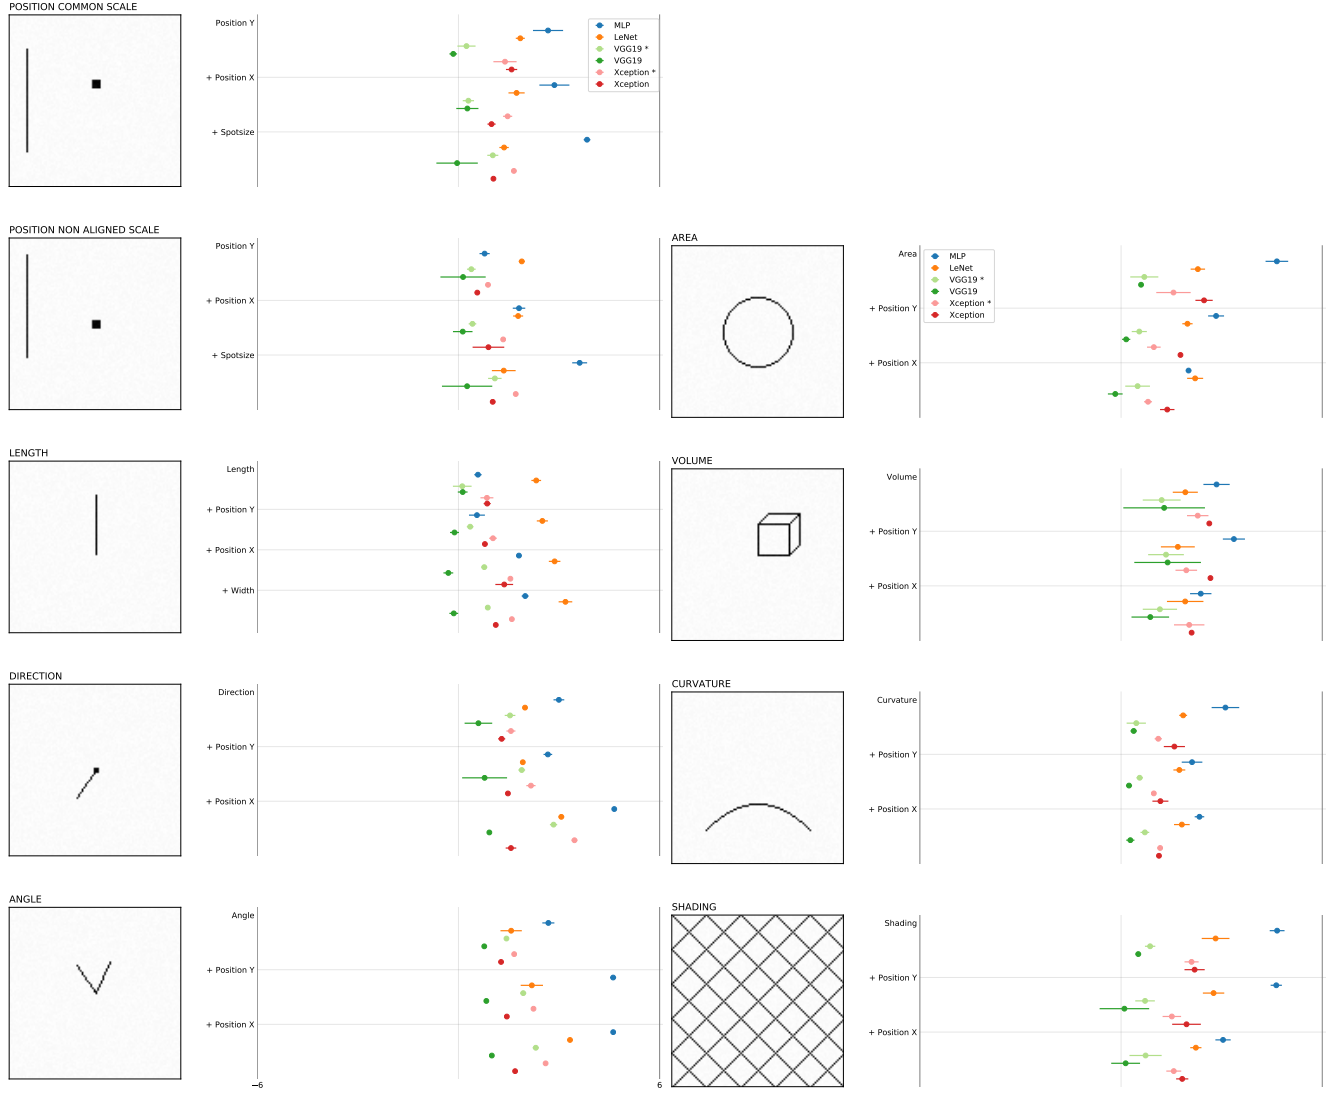 POSITION COMMON SCALE
Position Y
+ Position X
+ Spotsize
MLP
LeNet
VGG19 *
VGG19
Xception *
Xception
POSITION NON ALIGNED SCALE
Position Y
+ Position X
+ Spotsize
AREA
Area
+ Position Y
+ Position X
MLP
LeNet
VGG19 *
VGG19
Xception *
Xception
LENGTH
Length
+ Position Y
+ Position X
+ Width
VOLUME
Volume
+ Position Y
+ Position X
DIRECTION
Direction
+ Position Y
+ Position X
CURVATURE
Curvature
+ Position Y
+ Position X
ANGLE
Angle
+ Position Y
+ Position X
−6
6
SHADING
Shading
+ Position Y
+ Position X